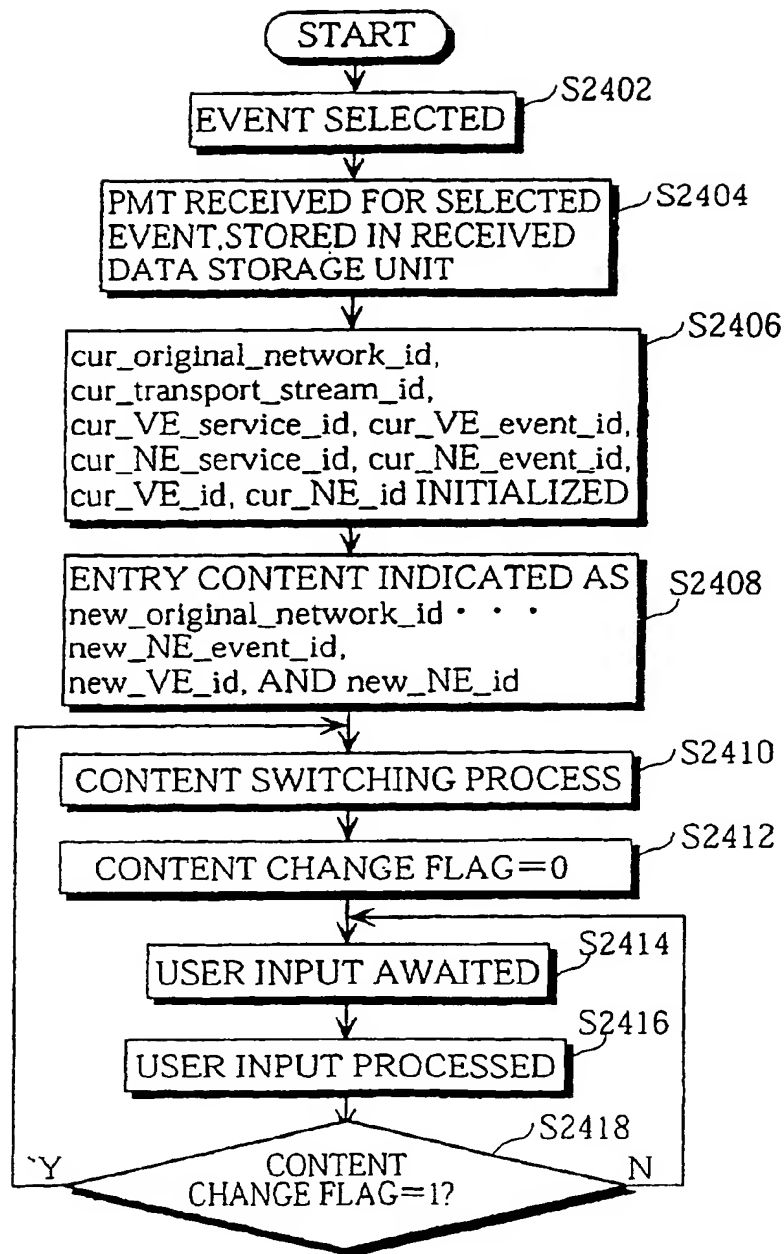 START
S2402
EVENT SELECTED
S2404
PMT RECEIVED FOR SELECTED
EVENT,STORED IN RECEIVED
DATA STORAGE UNIT
S2406
cur_original_network_id,
cur_transport_stream_id,
cur_VE_service_id, cur_VE_event_id,
cur_NE_service_id, cur_NE_event_id,
cur_VE_id, cur_NE_id INITIALIZED
S2408
ENTRY CONTENT INDICATED AS
new_original_network_id・・・
new_NE_event_id,
new_VE_id, AND new_NE_id
S2410
CONTENT SWITCHING PROCESS
S2412
CONTENT CHANGE FLAG=0
S2414
USER INPUT AWAITED
S2416
USER INPUT PROCESSED
S2418
Y
CONTENT
CHANGE FLAG=1?
N